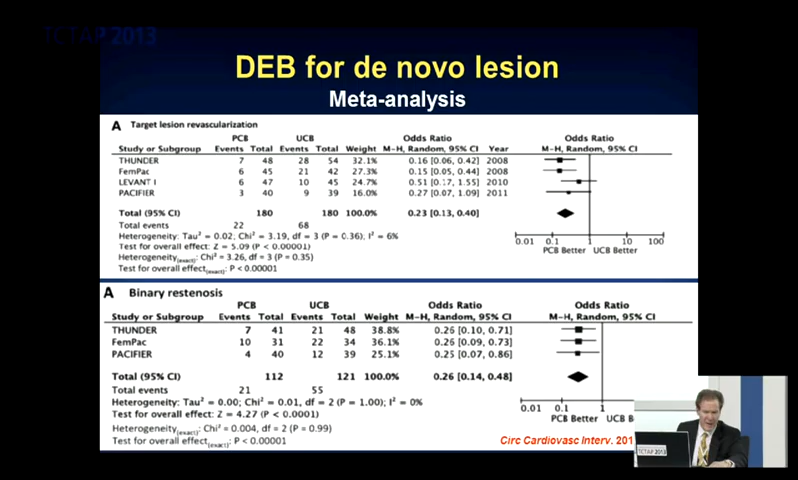 TCTAP 2013
DEB for de novo lesion
Meta-analysis
A Target lesion revascularization
PCB UCB Odds Ratio Odds Ratio
Study or Subgroup Events Total Events Total Weight M-H, Random, 95% CI Year M-H, Random, 95% CI
THUNDER 7 48 28 54 32.1% 0.16 [0.06, 0.42] 2008
FemPac 6 45 21 42 27.3% 0.15 [0.05, 0.44] 2008
LEVANT I 6 47 10 45 24.7% 0.51 [0.17, 1.55] 2010
PACIFIER 3 40 9 39 16.0% 0.27 [0.07, 1.09] 2011
Total (95% CI) 180 180 100.0% 0.23 [0.13, 0.40]
Total events 22 68
Heterogeneity: Tau² = 0.02; Chi² = 3.19, df = 3 (P = 0.36); I² = 6%
Test for overall effect: Z = 5.09 (P < 0.00001)
Heterogeneity(exact): Chi² = 3.26, df = 3 (P = 0.35)
Test for overall effect(exact): P < 0.00001
0.01 0.1 1 10 100
PCB Better UCB Better
A Binary restenosis
PCB UCB Odds Ratio Odds Ratio
Study or Subgroup Events Total Events Total Weight M-H, Random, 95% CI M-H, Random, 95% CI
THUNDER 7 41 21 48 38.8% 0.26 [0.10, 0.71]
FemPac 10 31 22 34 36.1% 0.26 [0.09, 0.73]
PACIFIER 4 40 12 39 25.1% 0.25 [0.07, 0.86]
Total (95% CI) 112 121 100.0% 0.26 [0.14, 0.48]
Total events 21 55
Heterogeneity: Tau² = 0.00; Chi² = 0.01, df = 2 (P = 1.00); I² = 0%
Test for overall effect: Z = 4.27 (P < 0.0001)
Heterogeneity(exact): Chi² = 0.004, df = 2 (P = 0.99)
Test for overall effect(exact): P < 0.00001
0.01 0.1 1
PCB Better UCB B
Circ Cardiovasc Interv. 201
TCTAP 2013